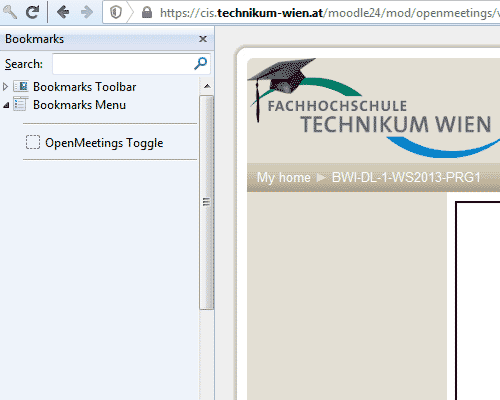 https://cis.technikum-wien.at/moodle24/mod/openmeetings/
Bookmarks
Search:
Bookmarks Toolbar
Bookmarks Menu
OpenMeetings Toggle
FACHHOCHSCHULE
TECHNIKUM WIEN
My home ► BWI-DL-1-WS2013-PRG1